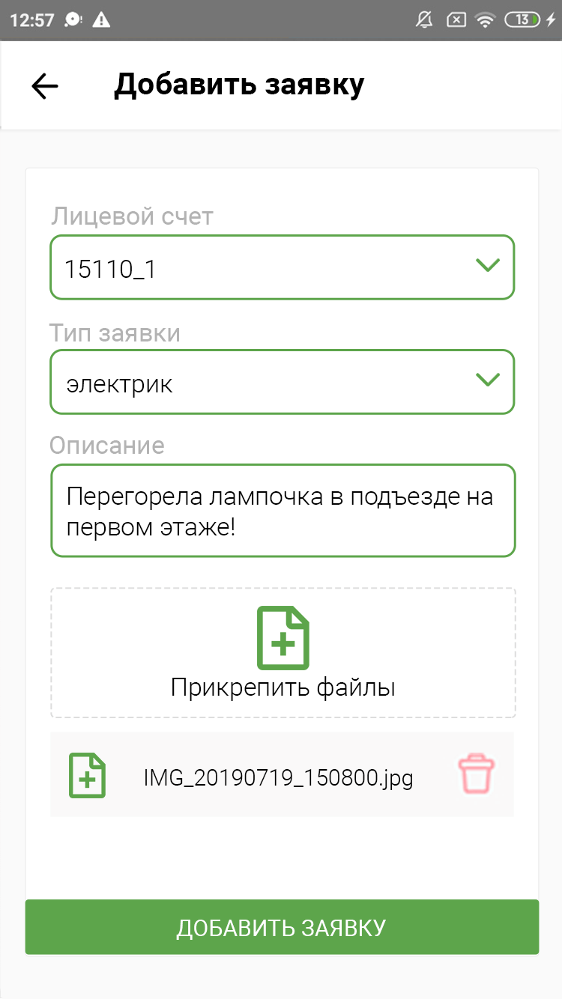 12:57
13
Добавить заявку
Лицевой счет
15110_1
Тип заявки
электрик
Описание
Перегорела лампочка в подъезде на
первом этаже!
Прикрепить файлы
IMG_20190719_150800.jpg
ДОБАВИТЬ ЗАЯВКУ